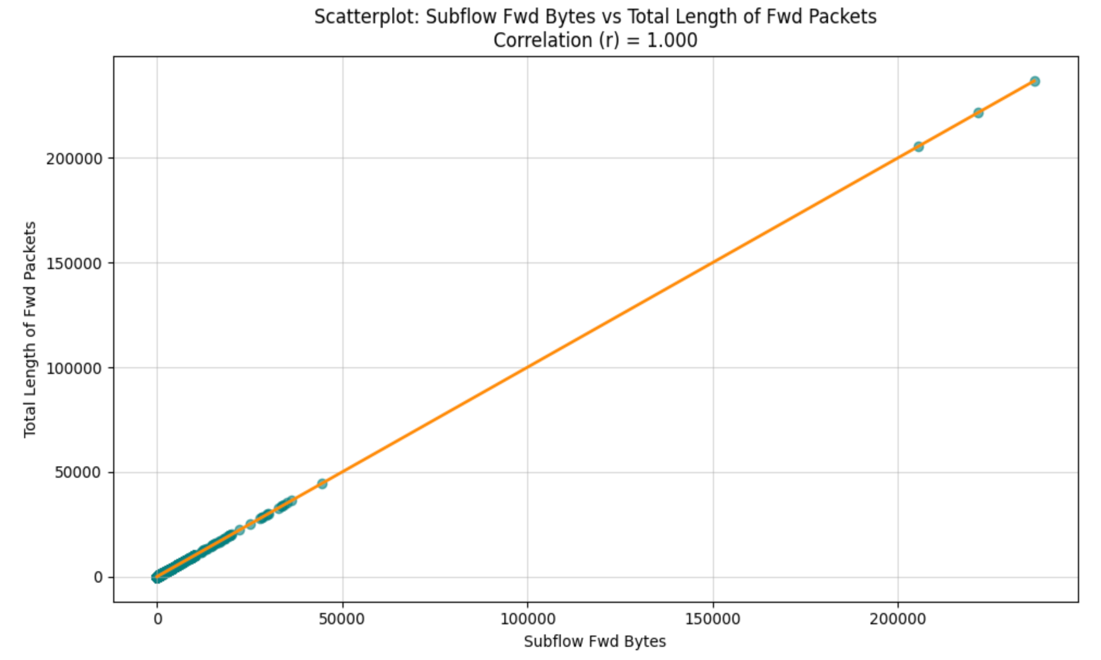 Scatterplot: Subflow Fwd Bytes vs Total Length of Fwd Packets
Correlation (r) = 1.000
Total Length of Fwd Packets
200000
150000
100000
50000
0
0 50000 100000 150000 200000
Subflow Fwd Bytes